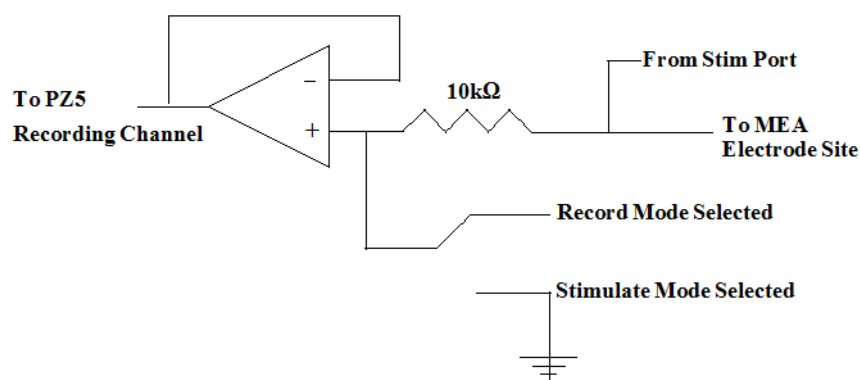 From Stim Port
10kΩ
To PZ5
Recording Channel
−
+
To MEA
Electrode Site
Record Mode Selected
Stimulate Mode Selected